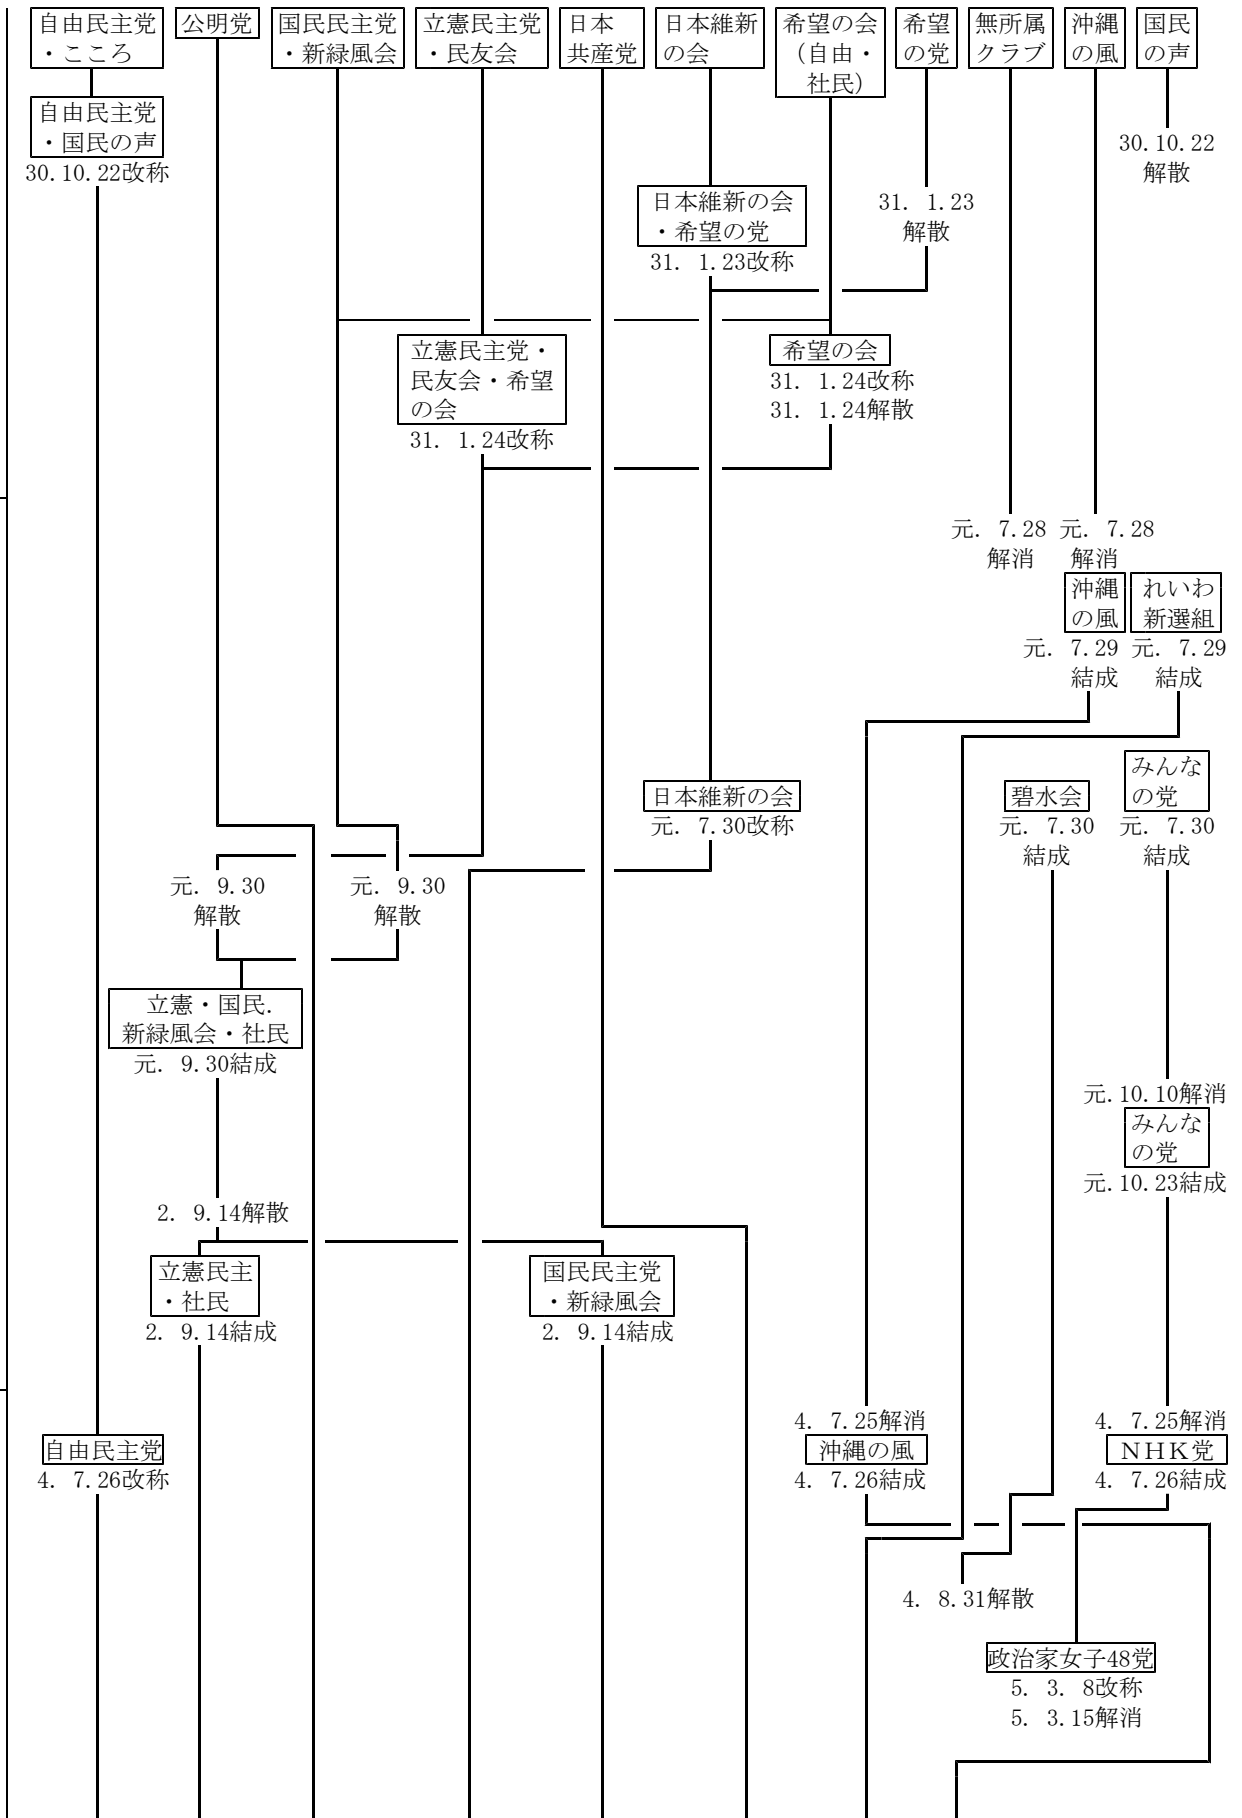 自由民主党
・こころ
公明党
国民民主党
・新緑風会
立憲民主党
・民友会
日本
共産党
日本維新
の会
希望の会
（自由・
社民）
希望
の党
無所属
クラブ
沖縄
の風
国民
の声
自由民主党
・国民の声
30.10.22改称
30.10.22
解散
日本維新の会
・希望の党
31. 1.23改称
31. 1.23
解散
立憲民主党・
民友会・希望
の会
31. 1.24改称
希望の会
31. 1.24改称
31. 1.24解散
元. 7.28
解消
元. 7.28
解消
沖縄
の風
元. 7.29
結成
れいわ
新選組
元. 7.29
結成
日本維新の会
元. 7.30改称
碧水会
元. 7.30
結成
みんな
の党
元. 7.30
結成
元. 9.30
解散
元. 9.30
解散
立憲・国民.
新緑風会・社民
元. 9.30結成
元.10.10解消
みんな
の党
元.10.23結成
2. 9.14解散
立憲民主
・社民
2. 9.14結成
国民民主党
・新緑風会
2. 9.14結成
自由民主党
4. 7.26改称
4. 7.25解消
沖縄の風
4. 7.26結成
4. 7.25解消
ＮＨＫ党
4. 7.26結成
4. 8.31解散
政治家女子48党
5. 3. 8改称
5. 3.15解消